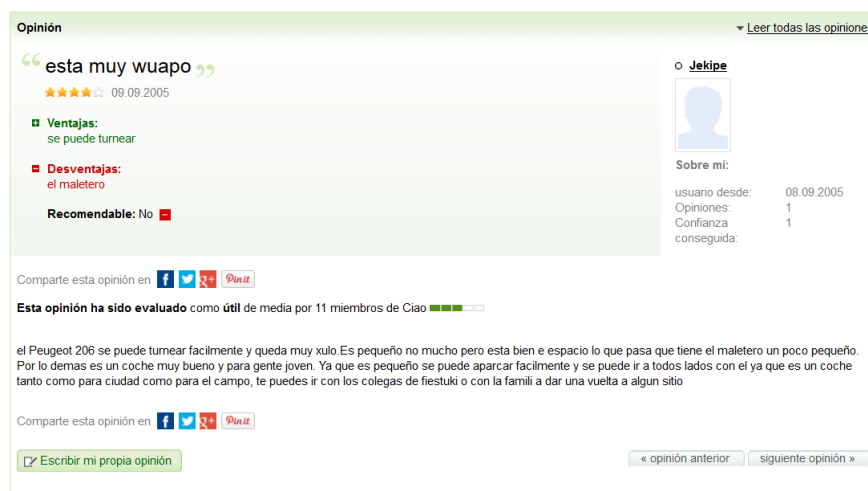 Opinión
Leer todas las opinione
esta muy wuapo
09.09.2005
Ventajas:
se puede turnear
Desventajas:
el maletero
Recomendable: No
Jekipe
Sobre mi:
usuario desde: 08.09.2005
Opiniones: 1
Confianza 1
conseguida:
Comparte esta opinión en f g+ Pin it
Esta opinión ha sido evaluado como útil de media por 11 miembros de Ciao
el Peugeot 206 se puede turnear facilmente y queda muy xulo.Es pequeño no mucho pero esta bien e espacio lo que pasa que tiene el maletero un poco pequeño.
Por lo demas es un coche muy bueno y para gente joven. Ya que es pequeño se puede aparcar facilmente y se puede ir a todos lados con el ya que es un coche
tanto como para ciudad como para el campo, te puedes ir con los colegas de fiestuki o con la famili a dar una vuelta a algun sitio
Comparte esta opinión en f g+ Pin it
Escribir mi propia opinión
« opinión anterior
siguiente opinión »